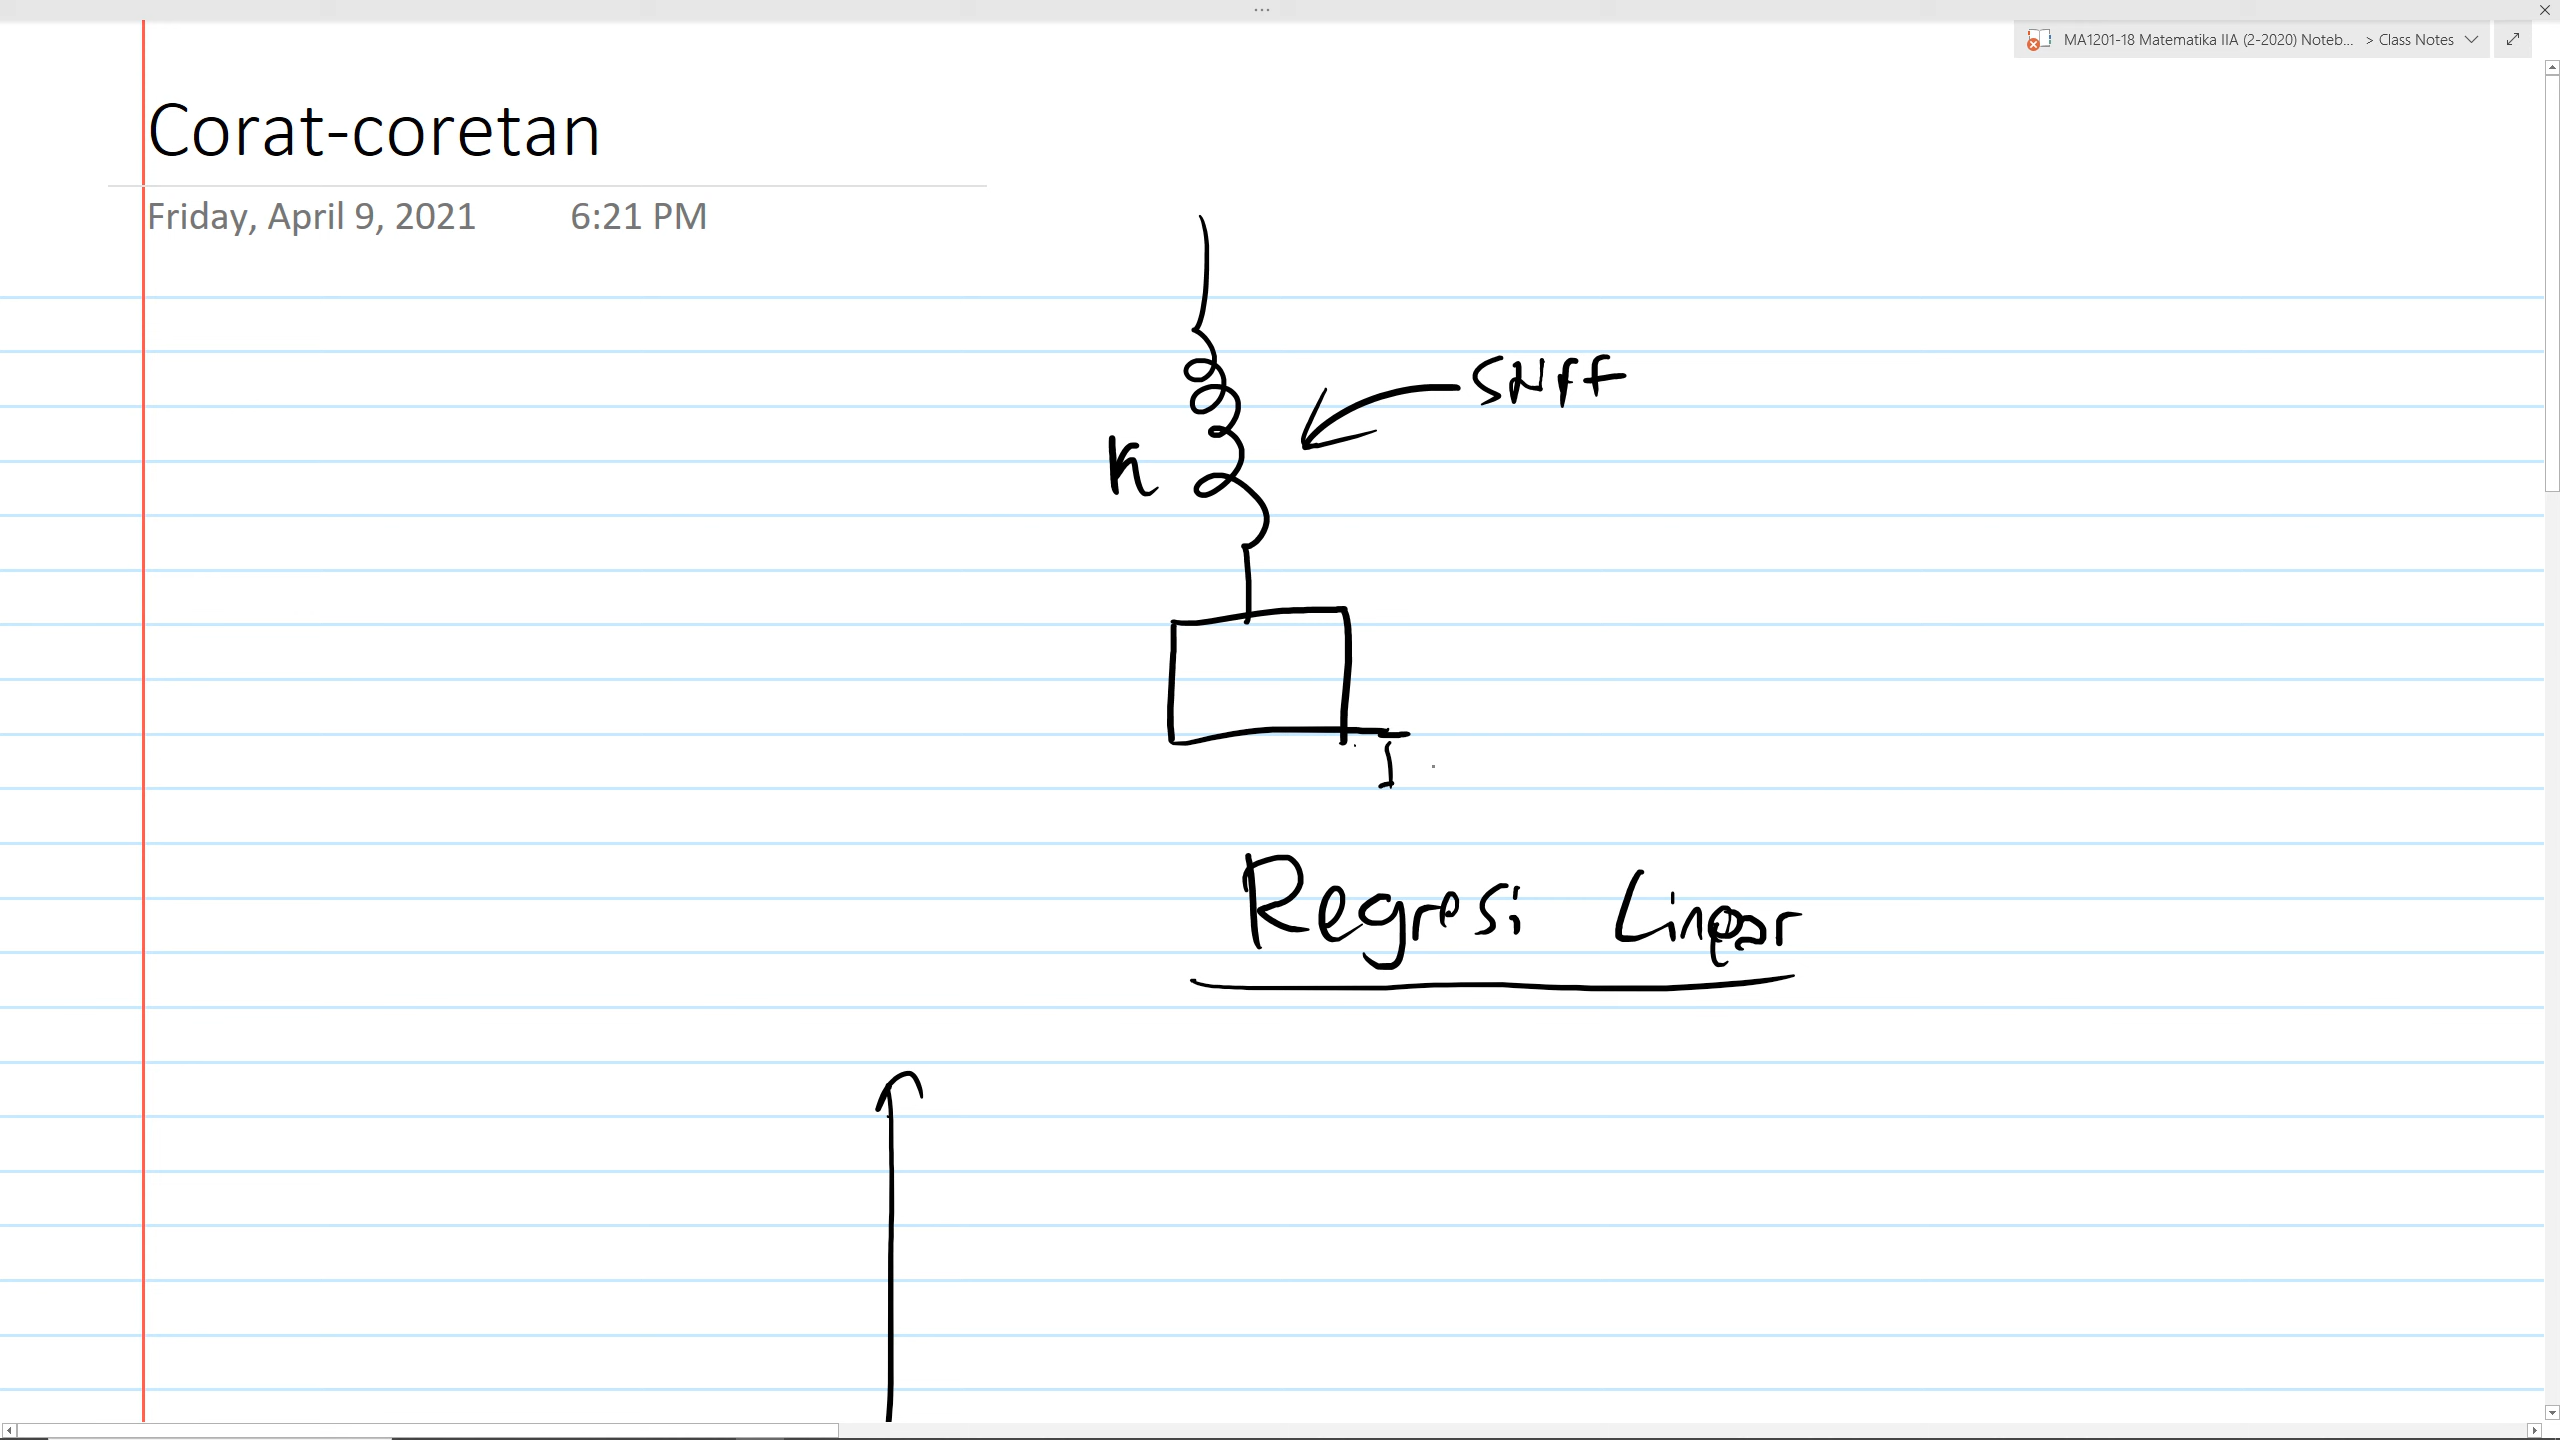 MA1201-18 Matematika IIA (2-2020) Noteb... > Class Notes
Corat-coretan
Friday, April 9, 2021 6:21 PM
k
Regresi Linear